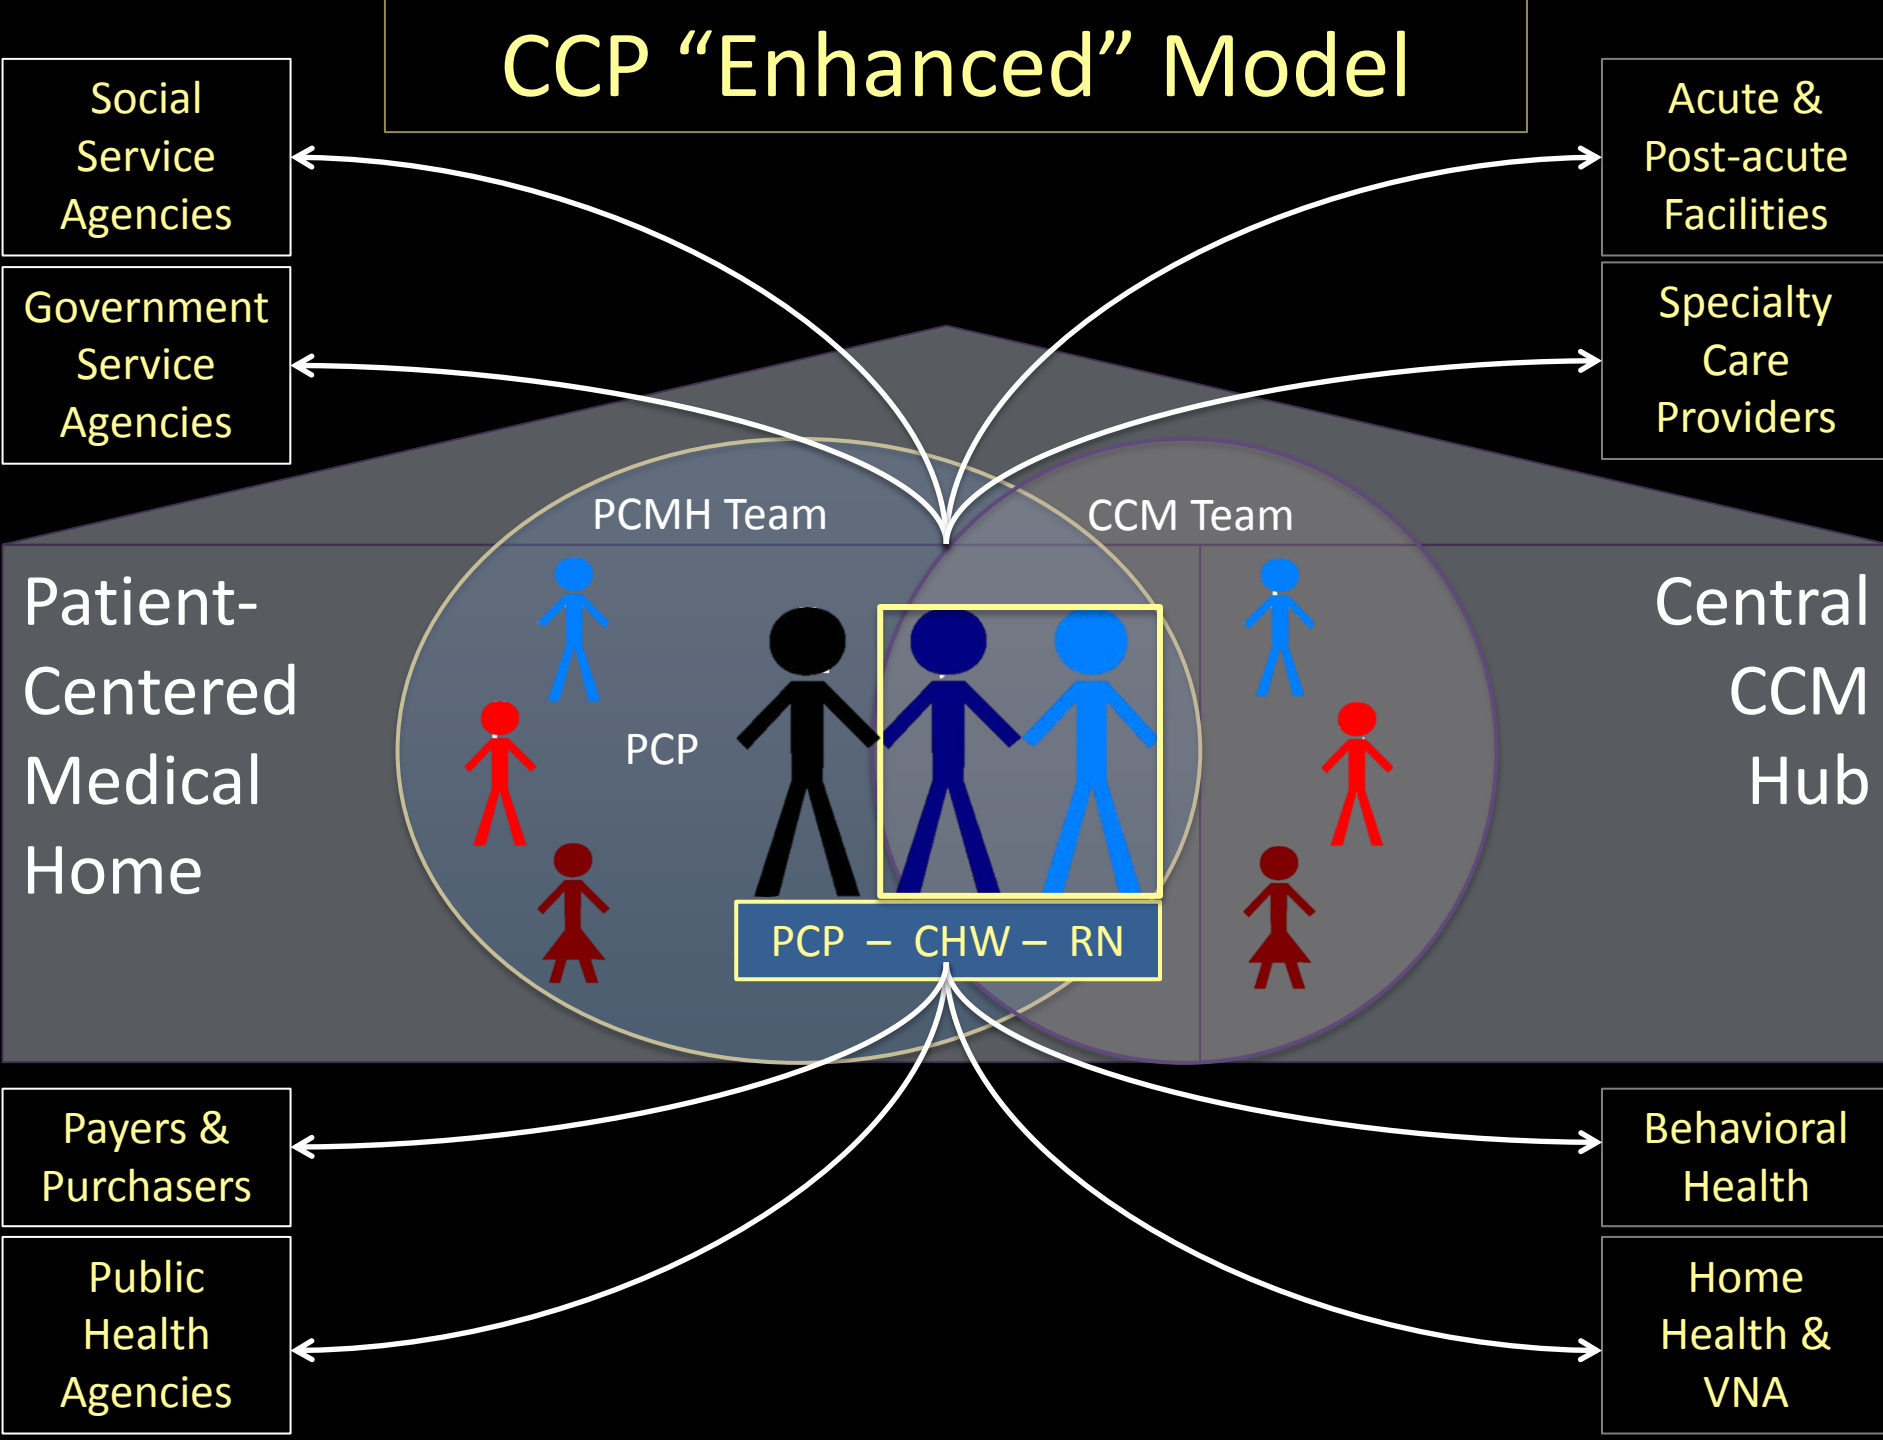 CCP “Enhanced” Model
Social
Service
Agencies
Acute &
Post-acute
Facilities
Government
Service
Agencies
Specialty
Care
Providers
PCMH Team
CCM Team
Patient-
Centered
Medical
Home
PCP
Central
CCM
Hub
PCP – CHW – RN
Payers &
Purchasers
Behavioral
Health
Public
Health
Agencies
Home
Health &
VNA